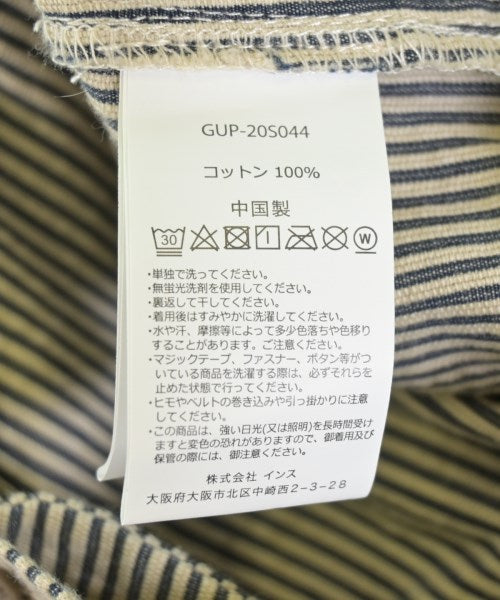 GUP-20S044
コットン 100%
中国製
30 W
・単独で洗ってください。
・無蛍光洗剤を使用してください。
・裏返して干してください。
・着用後はすみやかに洗濯してください。
・水や汗、摩擦等によって多少色落ちや色移り
することがあります。ご注意ください。
・マジックテープ、ファスナー、ボタン等がつ
いている商品を洗濯する際は、必ずそれらを
止めた状態で行ってください。
・ヒモやベルトの巻き込みや引っ掛かりに注意
してください。
・この商品は、強い日光(又は照明)を長時間受け
ますと変色の恐れがありますので、御着用及び
保管の際には、御注意ください。
株式会社 インス
大阪府大阪市北区中崎西2-3-28